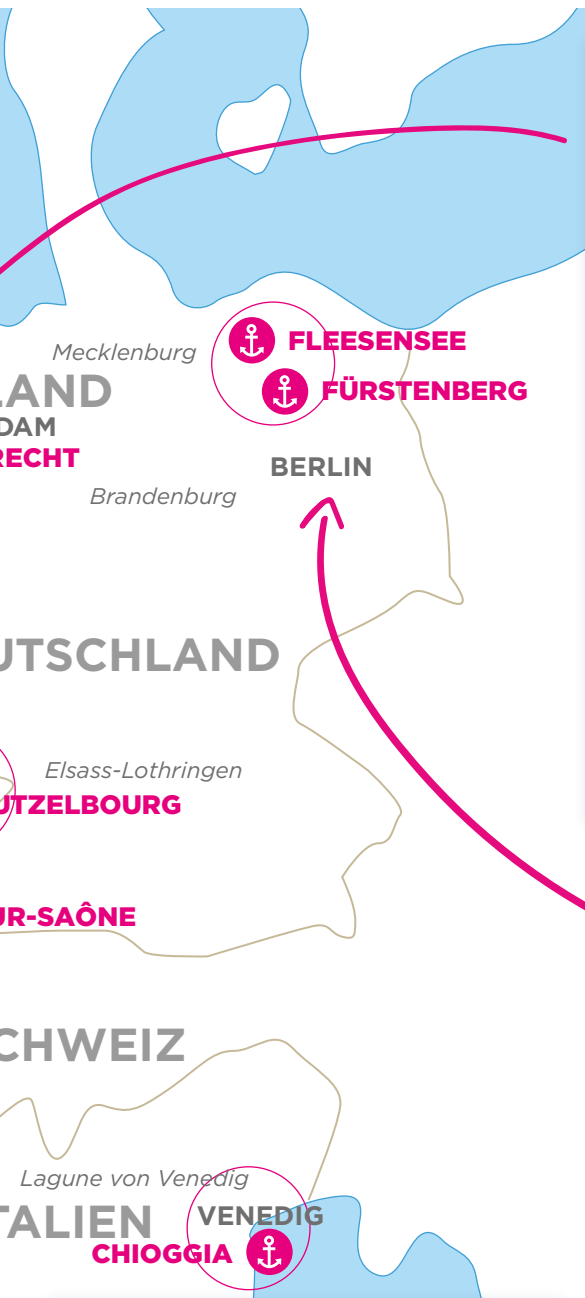 FLEESENSEE
Mecklenburg
LAND
FÜRSTENBERG
DAM
RECHT
BERLIN
Brandenburg
UTSCHLAND
Elsass-Lothringen
UTZELBOURG
UR-SAÔNE
CHWEIZ
Lagune von Venedig
TALIEN
VENEDIG
CHIOGGIA